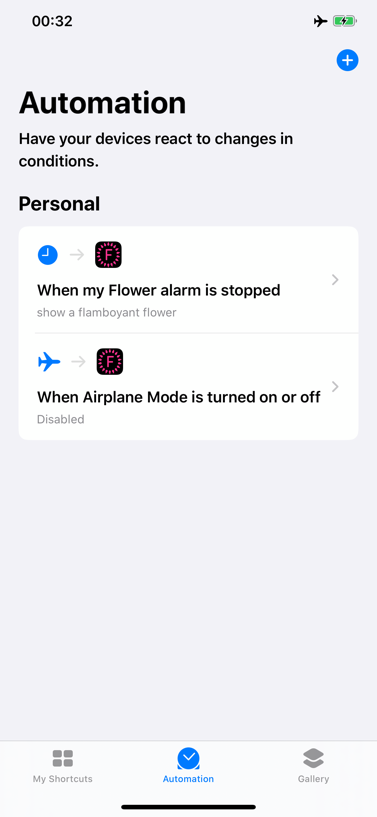 00:32
Automation
Have your devices react to changes in
conditions.
Personal
F
When my Flower alarm is stopped
show a flamboyant flower
F
When Airplane Mode is turned on or off
Disabled
My Shortcuts
Automation
Gallery